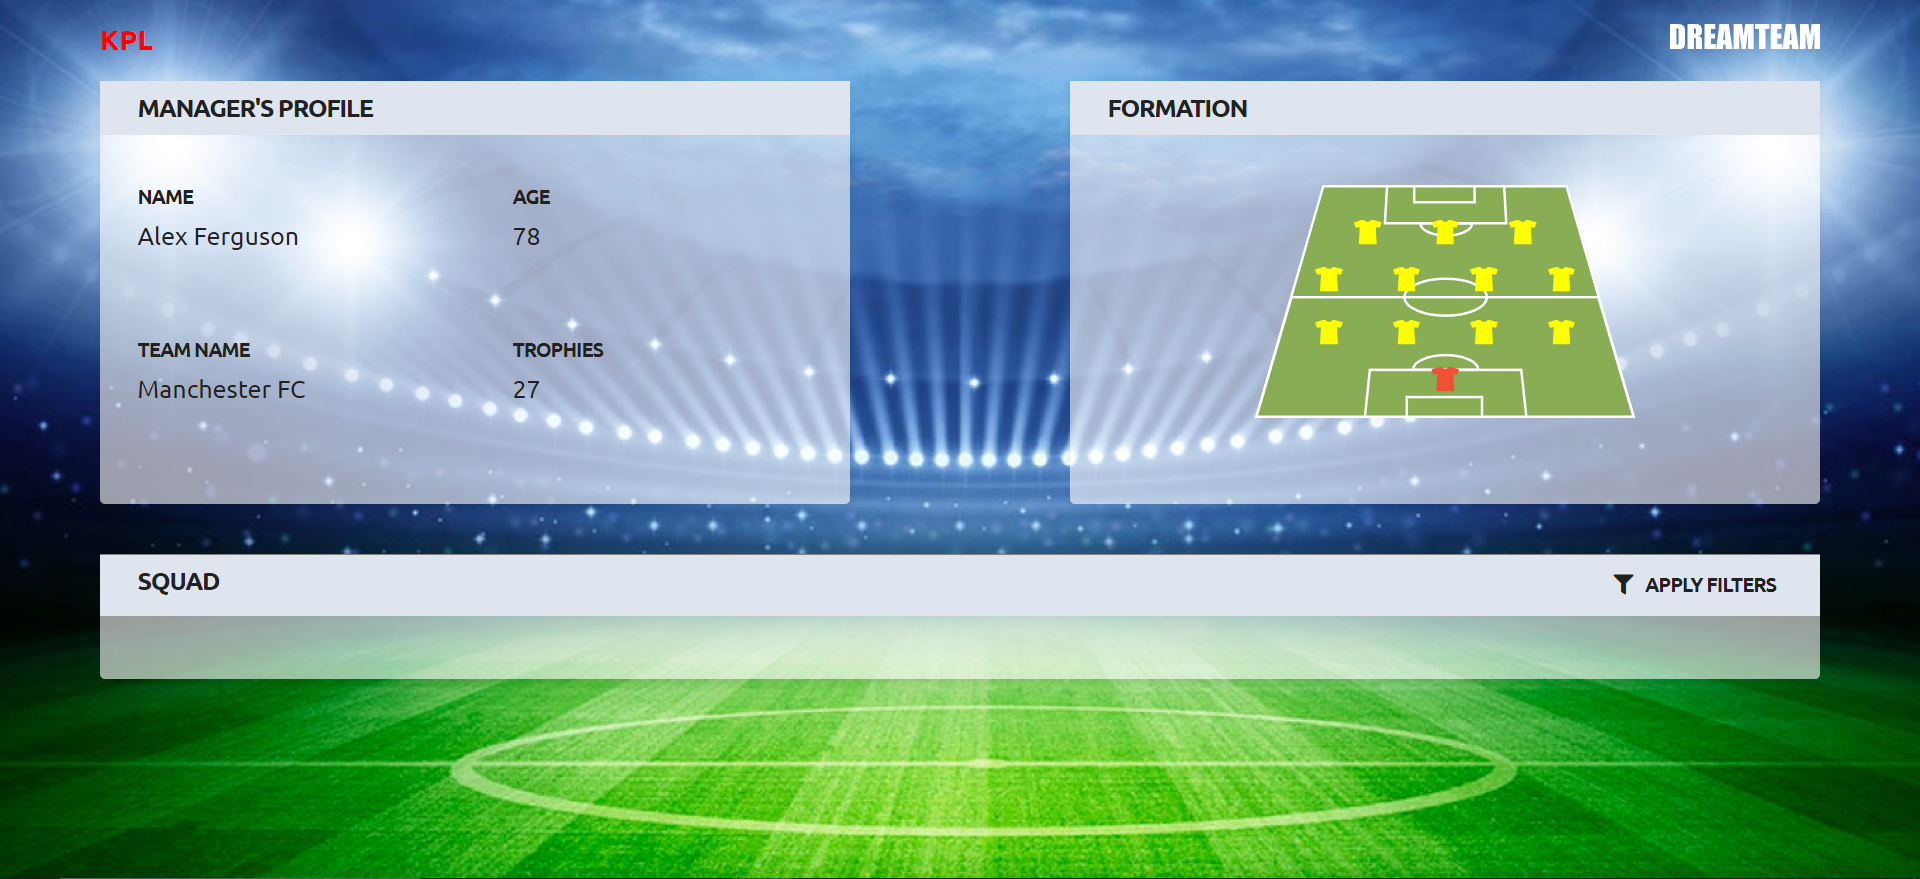 KPL
DREAMTEAM
MANAGER'S PROFILE
NAME
Alex Ferguson
AGE
78
TEAM NAME
Manchester FC
TROPHIES
27
FORMATION
SQUAD
APPLY FILTERS